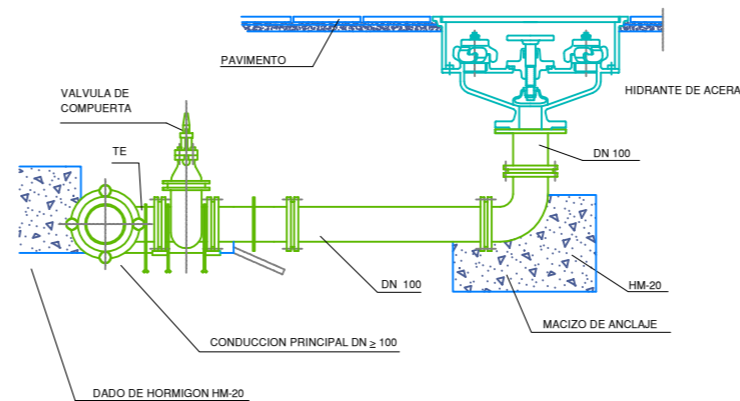 PAVIMENTO
HIDRANTE DE ACERA
VALVULA DE
COMPUERTA
TE
DN 100
DN 100
HM-20
MACIZO DE ANCLAJE
CONDUCCION PRINCIPAL DN ≥ 100
DADO DE HORMIGON HM-20